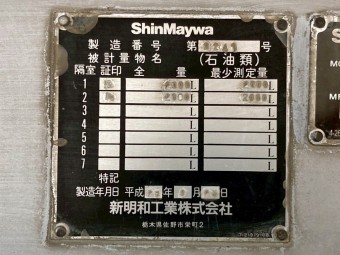 ShinMaywa
製造番号 第 号
被計量物名 (石油類)
隔室 証印 全量 最少測定量
1 L L
2 L L
3 L L
4 L L
5 L L
6 L L
7 L L
特記
製造年月日 平成 年 月 日
新明和工業株式会社
栃木県佐野市栄町2